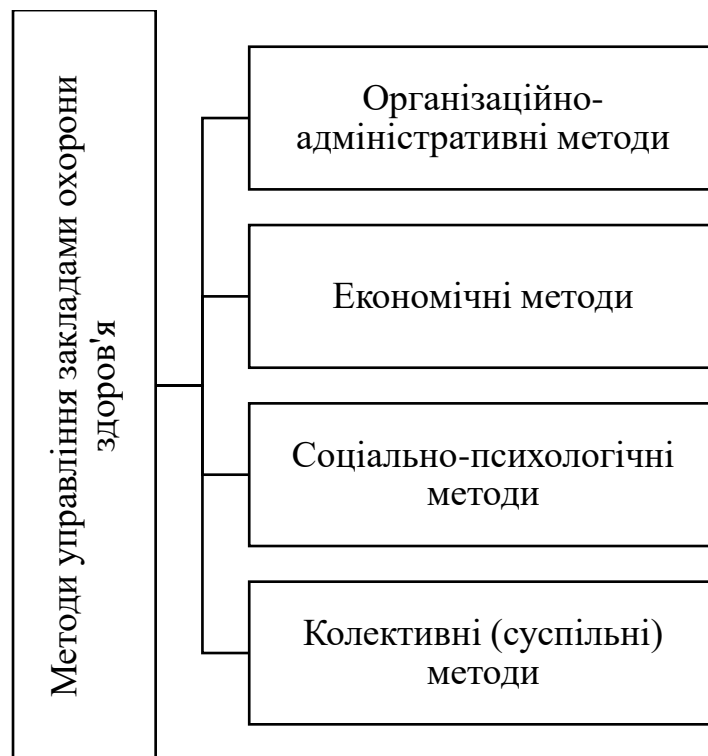 Методи управління закладами охорони
здоров'я
Організаційно-
адміністративні методи
Економічні методи
Соціально-психологічні
методи
Колективні (суспільні)
методи